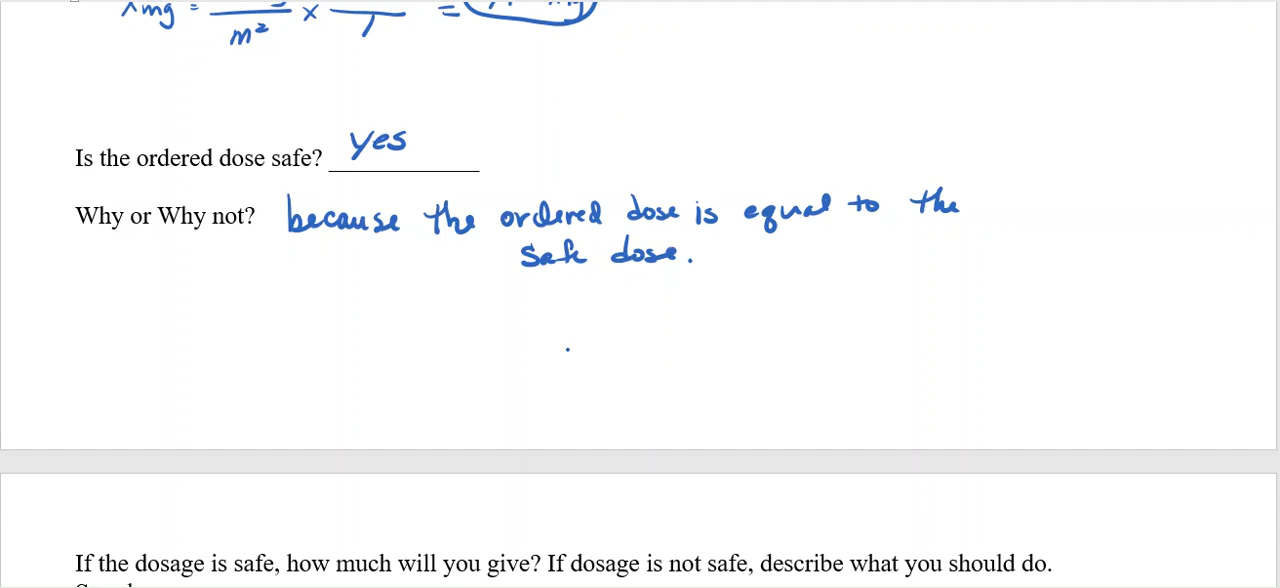 mg =
m² × =
Is the ordered dose safe? yes
Why or Why not? because the ordered dose is equal to the
safe dose.
If the dosage is safe, how much will you give? If dosage is not safe, describe what you should do.